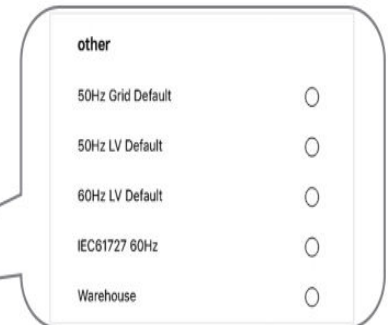 other
50Hz Grid Default
50Hz LV Default
60Hz LV Default
IEC61727 60Hz
Warehouse